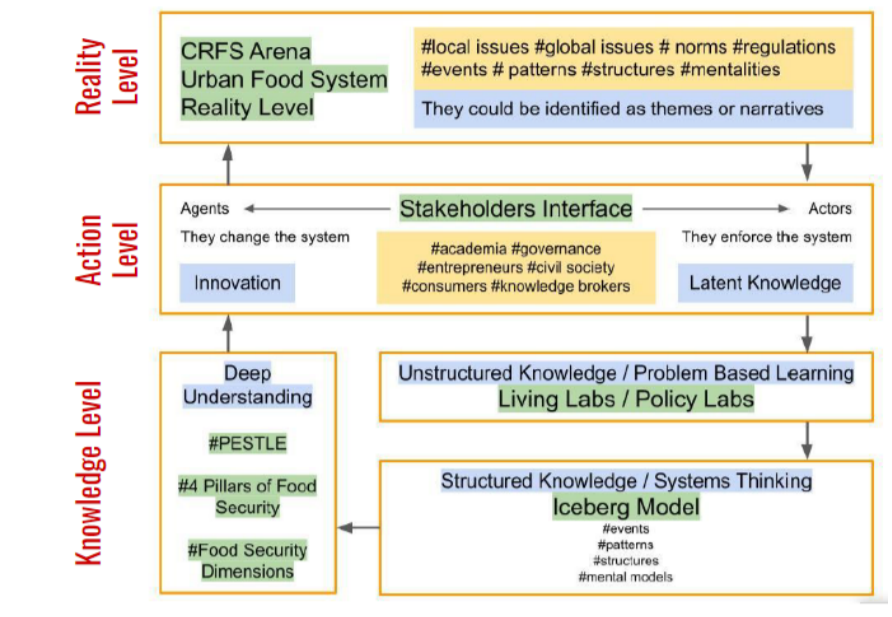 Reality
Level
CRFS Arena
Urban Food System
Reality Level
#local issues #global issues # norms #regulations
#events # patterns #structures #mentalities
They could be identified as themes or narratives
Action
Level
Agents
Stakeholders Interface
Actors
They change the system
They enforce the system
#academia #governance
#entrepreneurs #civil society
#consumers #knowledge brokers
Innovation
Latent Knowledge
Knowledge Level
Deep
Understanding
#PESTLE
#4 Pillars of Food
Security
#Food Security
Dimensions
Unstructured Knowledge / Problem Based Learning
Living Labs / Policy Labs
Structured Knowledge / Systems Thinking
Iceberg Model
#events
#patterns
#structures
#mental models